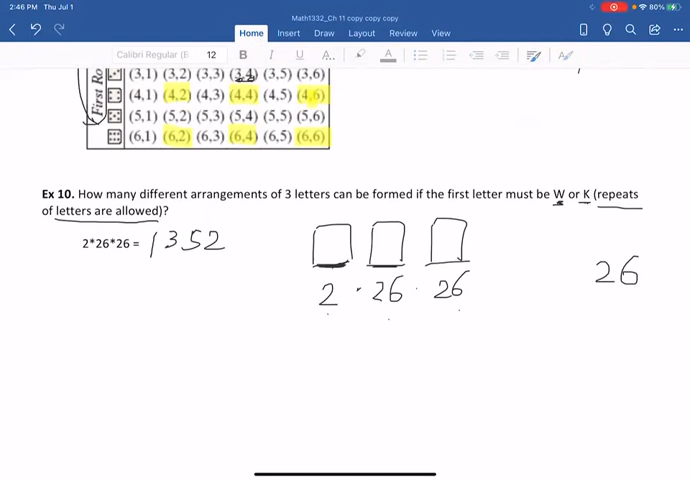 2:46 PM Thu Jul 1
80%
Math1332_Ch 11 copy copy copy
Home Insert Draw Layout Review View
Calibri Regular (E 12 B I U A...
First Ro
(3,1) (3,2) (3,3) (3,4) (3,5) (3,6)
(4,1) (4,2) (4,3) (4,4) (4,5) (4,6)
(5,1) (5,2) (5,3) (5,4) (5,5) (5,6)
(6,1) (6,2) (6,3) (6,4) (6,5) (6,6)
Ex 10. How many different arrangements of 3 letters can be formed if the first letter must be W or K (repeats
of letters are allowed)?
2*26*26 = 1352
2 · 26 · 26
26